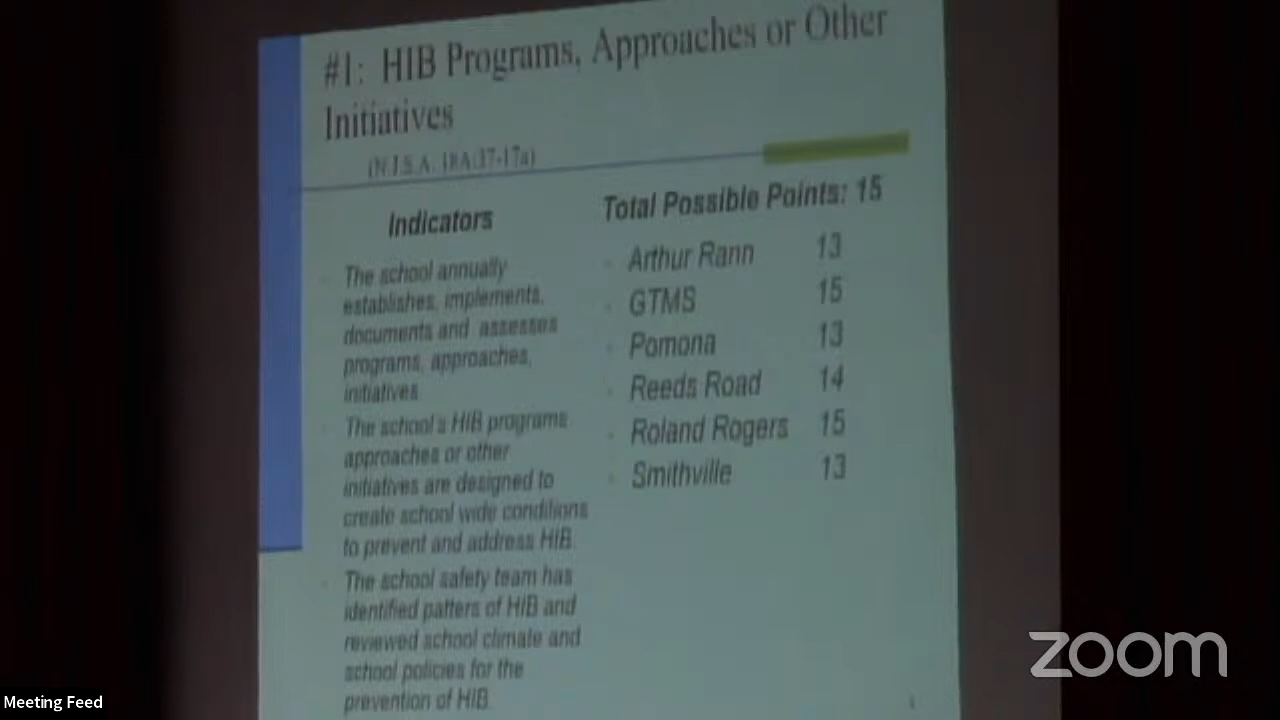 #1: HIB Programs, Approaches or Other
Initiatives
(N.J.S.A. 18A:37-17a)
Indicators
The school annually
establishes, implements,
documents and assesses
programs, approaches,
initiatives
The school's HIB programs
approaches or other
initiatives are designed to
create school wide conditions
to prevent and address HIB.
The school safety team has
identified patters of HIB and
reviewed school climate and
school policies for the
prevention of HIB.
Total Possible Points: 15
Arthur Rann 13
GTMS 15
Pomona 13
Reeds Road 14
Roland Rogers 15
Smithville 13
zoom
Meeting Feed